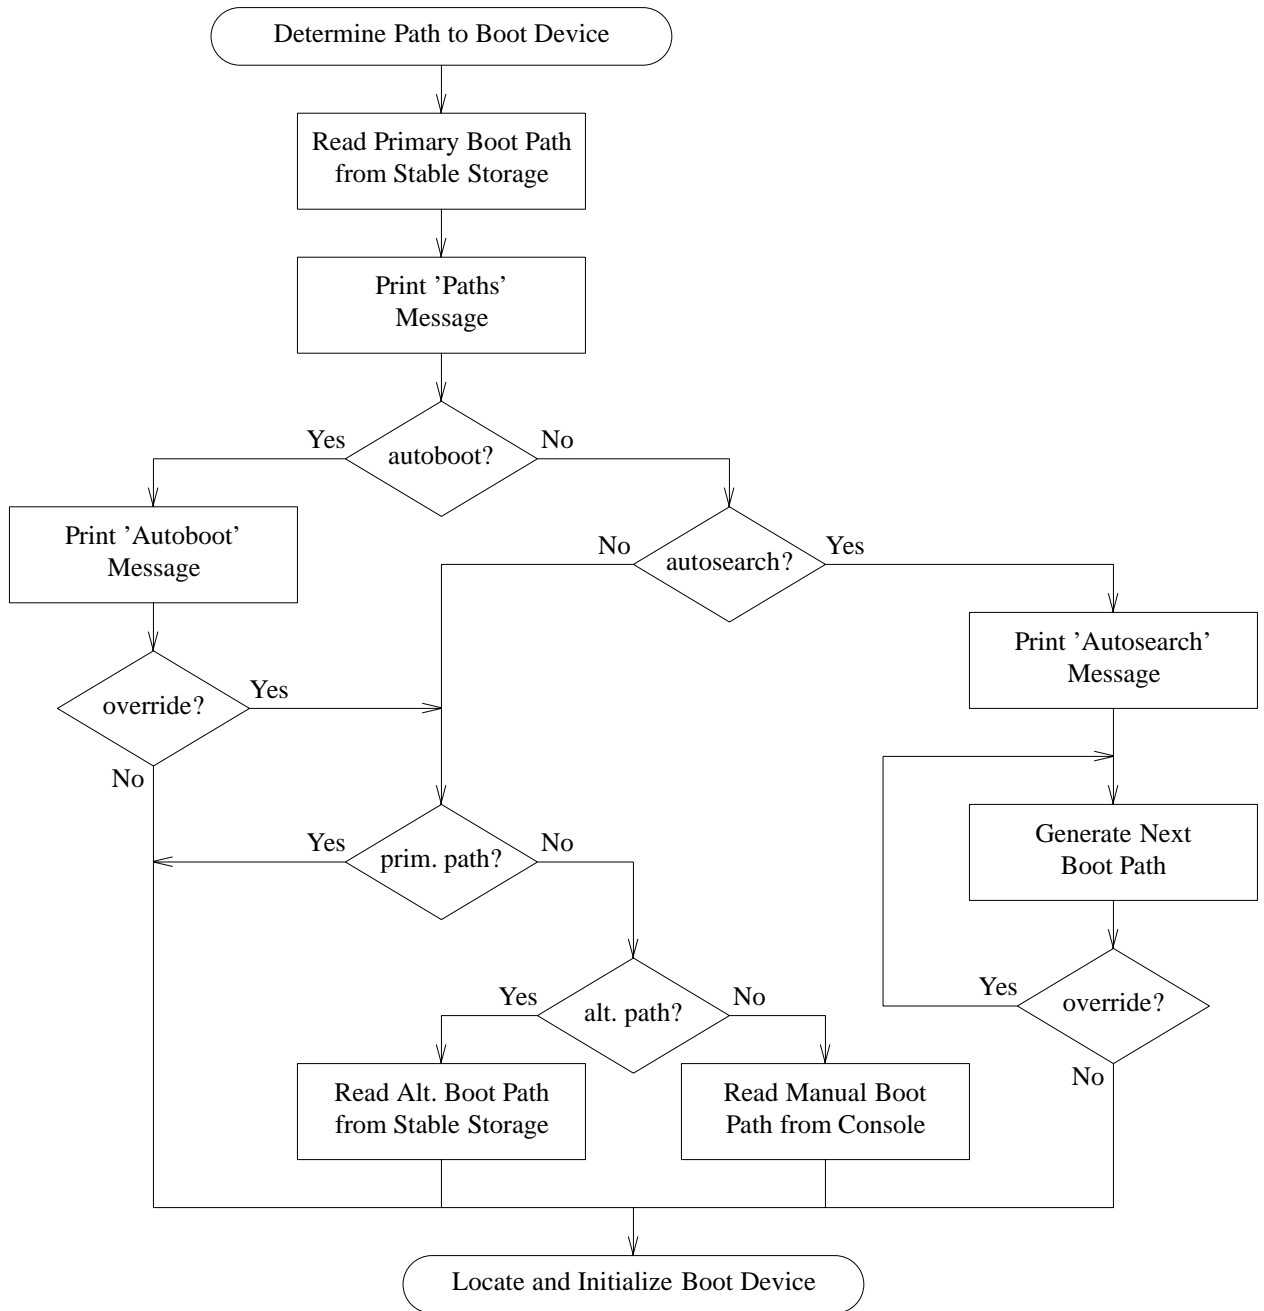 Determine Path to Boot Device
Read Primary Boot Path
from Stable Storage
Print ’Paths’
Message
Yes
autoboot?
No
Print ’Autoboot’
Message
No
autosearch?
Yes
Print ’Autosearch’
Message
override?
Yes
No
Yes
prim. path?
No
Generate Next
Boot Path
Yes
alt. path?
No
Yes
override?
No
Read Alt. Boot Path
from Stable Storage
Read Manual Boot
Path from Console
Locate and Initialize Boot Device